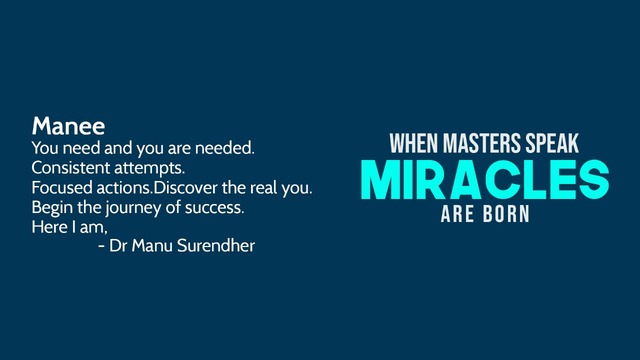 Manee
You need and you are needed.
Consistent attempts.
Focused actions.Discover the real you.
Begin the journey of success.
Here I am,
- Dr Manu Surendher
WHEN MASTERS SPEAK
MIRACLES
ARE BORN